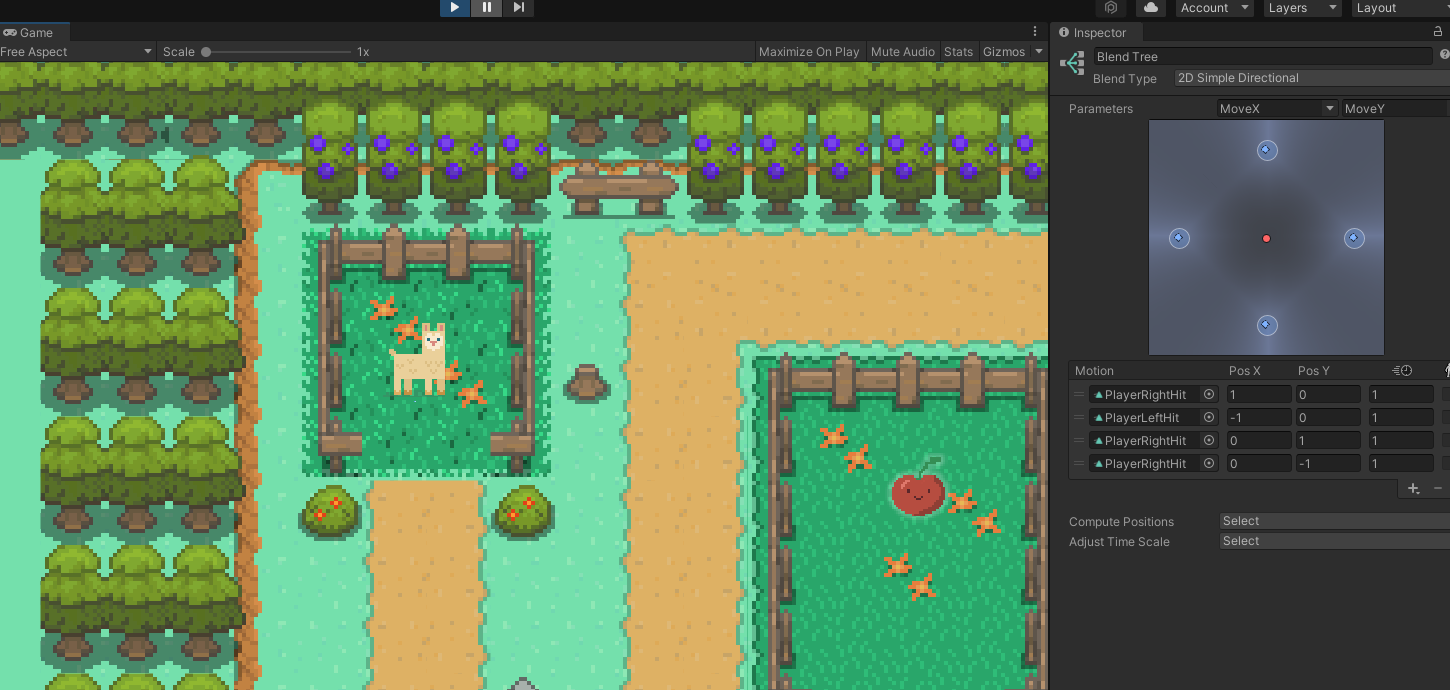 Account Layers Layout
Game
Inspector
Free Aspect Scale 1x Maximize On Play Mute Audio Stats Gizmos
Blend Tree
Blend Type 2D Simple Directional
Parameters MoveX MoveY
Motion Pos X Pos Y
PlayerRightHit 1 0 1
PlayerLeftHit -1 0 1
PlayerRightHit 0 1 1
PlayerRightHit 0 -1 1
Compute Positions Select
Adjust Time Scale Select